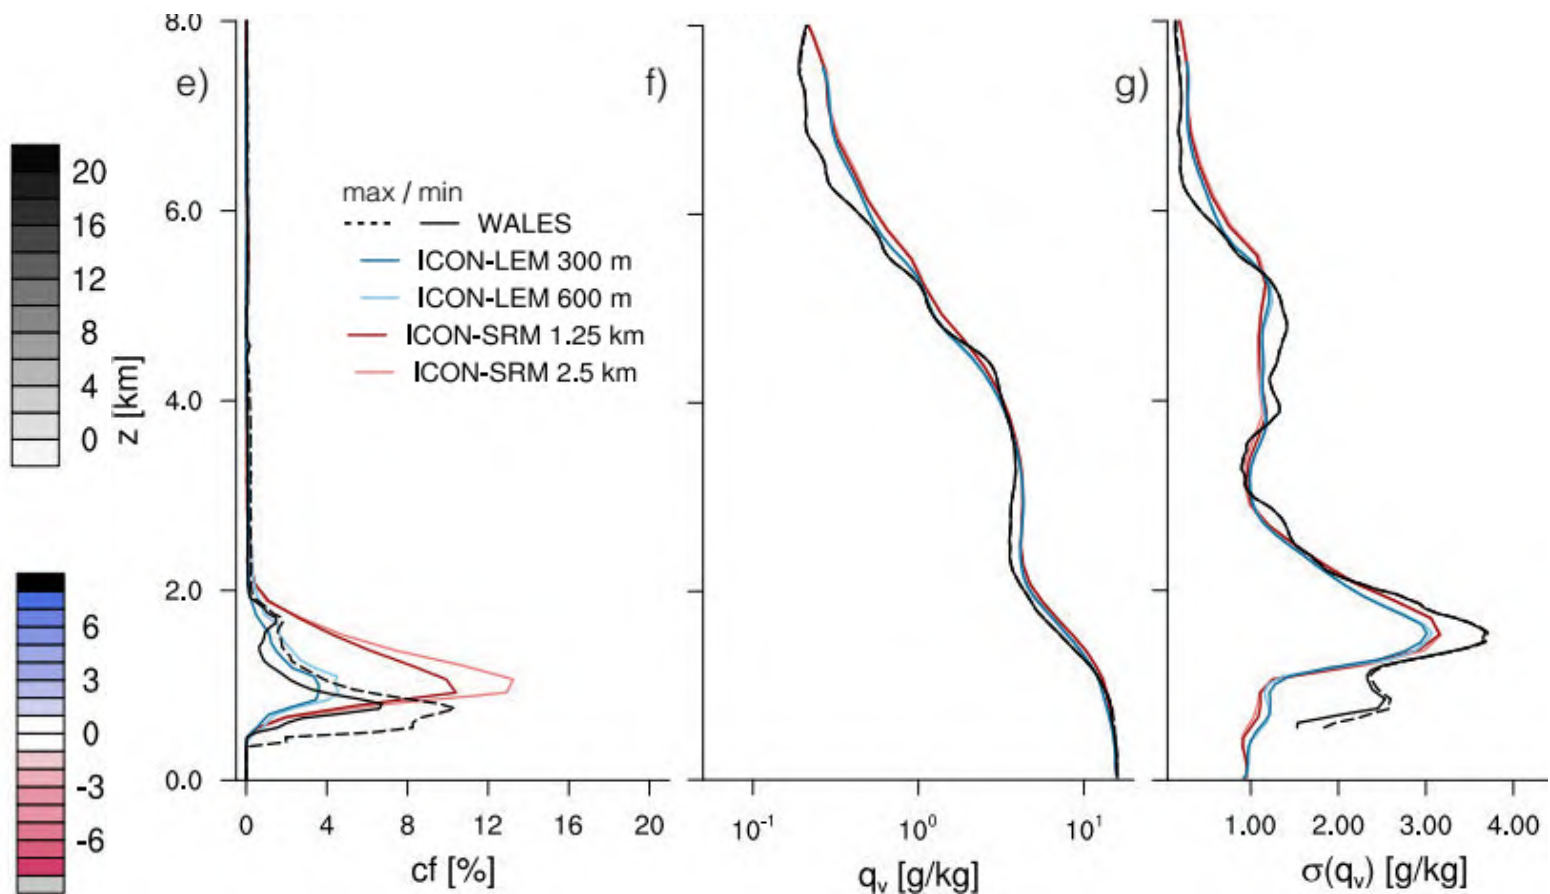 e)
f)
g)
8.0
6.0
4.0
2.0
0.0
z [km]
20
16
12
8
4
0
6
3
0
-3
-6
max / min
WALES
ICON-LEM 300 m
ICON-LEM 600 m
ICON-SRM 1.25 km
ICON-SRM 2.5 km
0 4 8 12 16 20
cf [%]
10⁻¹ 10⁰ 10¹
qᵥ [g/kg]
1.00 2.00 3.00 4.00
σ(qᵥ) [g/kg]